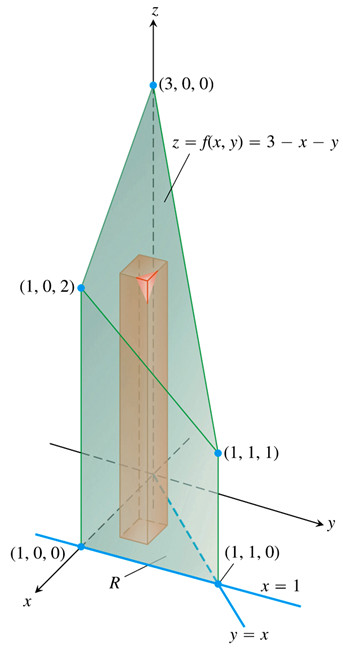 z
(3, 0, 0)
z = f(x, y) = 3 − x − y
(1, 0, 2)
(1, 1, 1)
y
(1, 0, 0)
(1, 1, 0)
x
R
x = 1
y = x